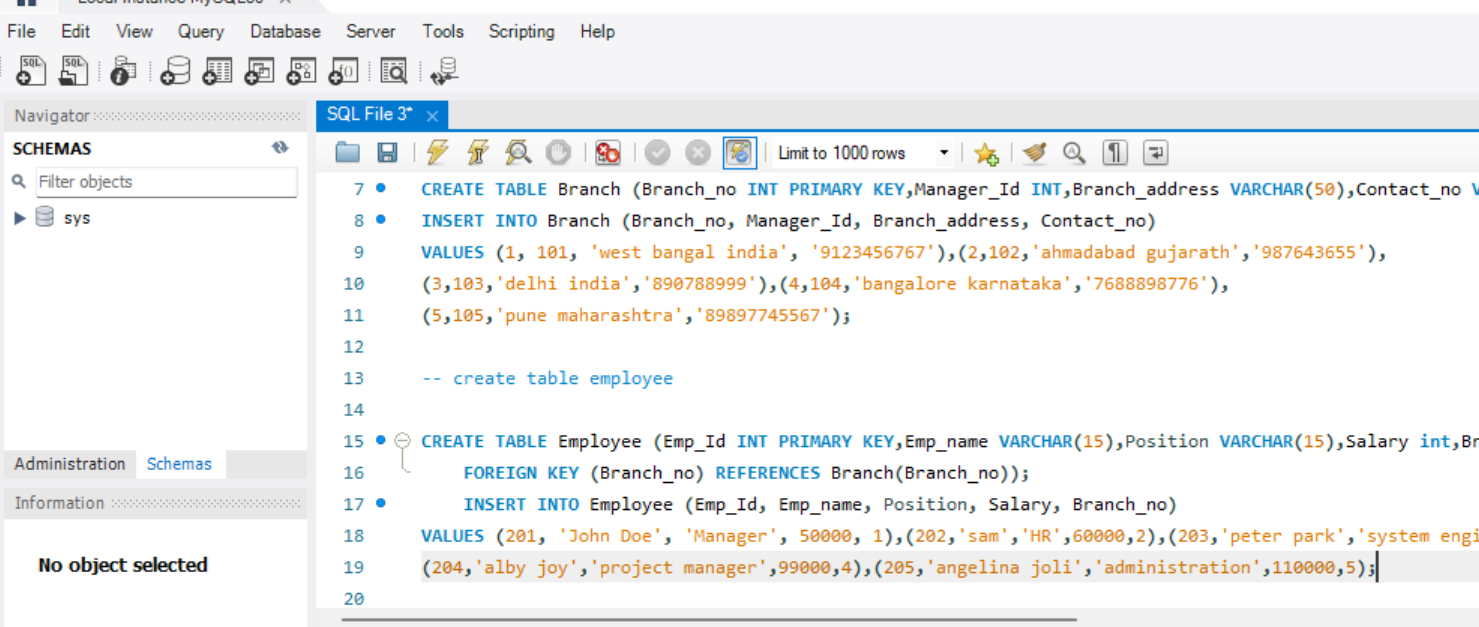 File Edit View Query Database Server Tools Scripting Help
Navigator
SCHEMAS
Filter objects
sys
Administration Schemas
Information
No object selected
SQL File 3*
Limit to 1000 rows
7 CREATE TABLE Branch (Branch_no INT PRIMARY KEY,Manager_Id INT,Branch_address VARCHAR(50),Contact_no V
8 INSERT INTO Branch (Branch_no, Manager_Id, Branch_address, Contact_no)
9 VALUES (1, 101, 'west bangal india', '9123456767'),(2,102,'ahmadabad gujarath','987643655'),
10 (3,103,'delhi india','890788999'),(4,104,'bangalore karnataka','7688898776'),
11 (5,105,'pune maharashtra','89897745567');
12
13 -- create table employee
14
15 CREATE TABLE Employee (Emp_Id INT PRIMARY KEY,Emp_name VARCHAR(15),Position VARCHAR(15),Salary int,Br
16 FOREIGN KEY (Branch_no) REFERENCES Branch(Branch_no));
17 INSERT INTO Employee (Emp_Id, Emp_name, Position, Salary, Branch_no)
18 VALUES (201, 'John Doe', 'Manager', 50000, 1),(202,'sam','HR',60000,2),(203,'peter park','system engi
19 (204,'alby joy','project manager',99000,4),(205,'angelina joli','administration',110000,5);
20